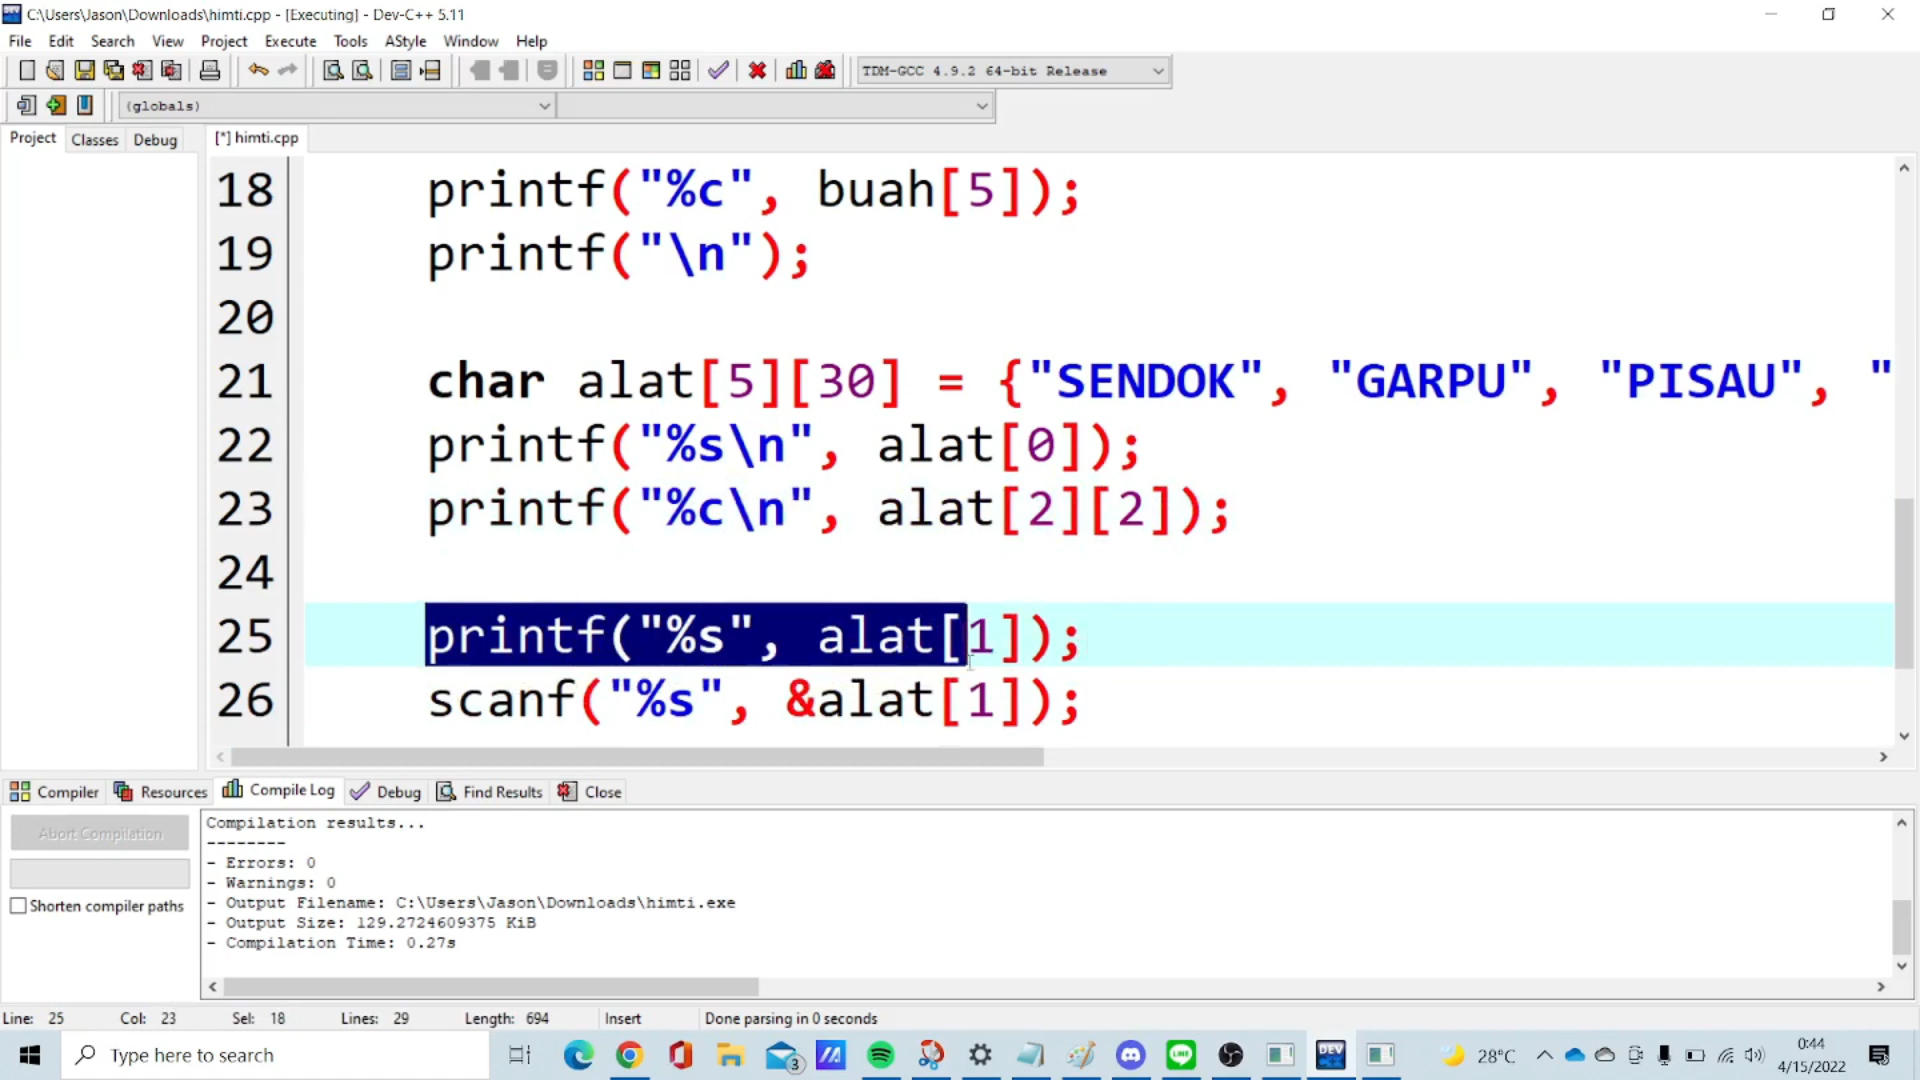 C:\Users\Jason\Downloads\himti.cpp - [Executing] - Dev-C++ 5.11
File Edit Search View Project Execute Tools AStyle Window Help
TDM-GCC 4.9.2 64-bit Release
(globals)
Project Classes Debug [*] himti.cpp
18 printf("%c", buah[5]);
19 printf("\n");
20
21 char alat[5][30] = {"SENDOK", "GARPU", "PISAU", "
22 printf("%s\n", alat[0]);
23 printf("%c\n", alat[2][2]);
24
25 printf("%s", alat[1]);
26 scanf("%s", &alat[1]);
Compiler Resources Compile Log Debug Find Results Close
Abort Compilation
Shorten compiler paths
Compilation results...
--------
- Errors: 0
- Warnings: 0
- Output Filename: C:\Users\Jason\Downloads\himti.exe
- Output Size: 129.2724609375 KiB
- Compilation Time: 0.27s
Line: 25 Col: 23 Sel: 18 Lines: 29 Length: 694 Insert Done parsing in 0 seconds
Type here to search
3
LINE
DEV
28°C
0:44
4/15/2022